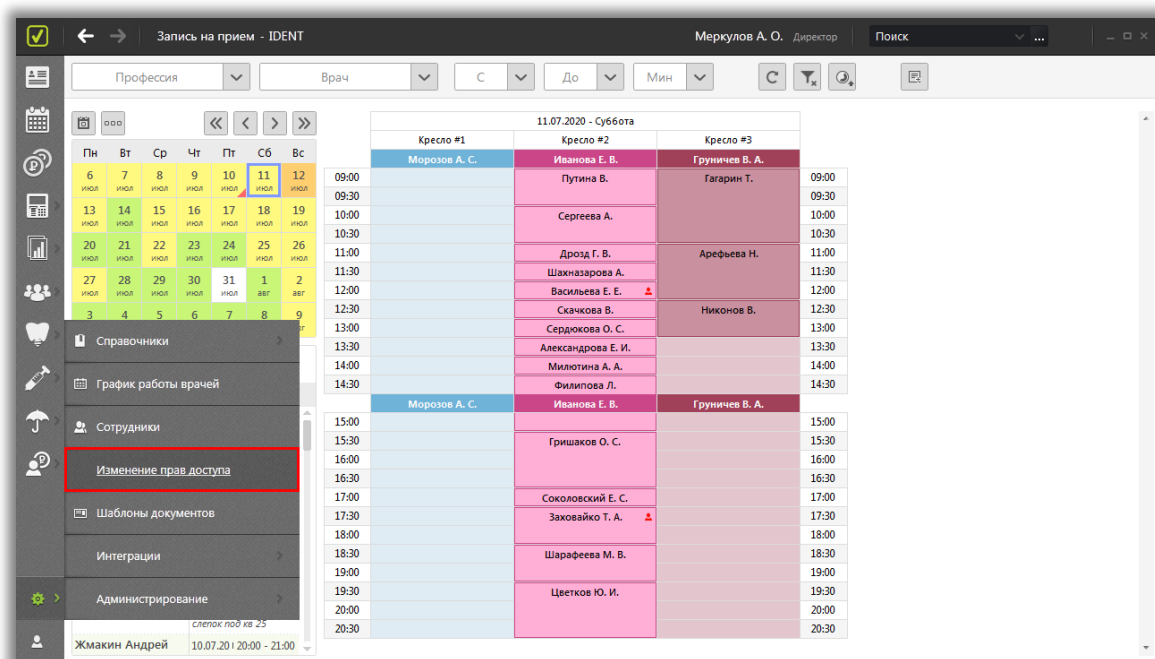 Запись на прием - IDENT
Меркулов А. О. Директор
Поиск
...
Профессия
Врач
С
До
Мин
Пн Вт Ср Чт Пт Сб Вс
6 7 8 9 10 11 12
июл июл июл июл июл июл июл
13 14 15 16 17 18 19
июл июл июл июл июл июл июл
20 21 22 23 24 25 26
июл июл июл июл июл июл июл
27 28 29 30 31 1 2
июл июл июл июл июл авг авг
3 4 5 6 7 8 9
Справочники
График работы врачей
Сотрудники
Изменение прав доступа
Шаблоны документов
Интеграции
Администрирование
слепок под кв 25
Жмакин Андрей 10.07.20 20:00 - 21:00
11.07.2020 - Суббота
Кресло #1 Кресло #2 Кресло #3
Морозов А. С. Иванова Е. В. Груничев В. А.
09:00 Путина В. Гагарин Т. 09:00
09:30 09:30
10:00 Сергеева А. 10:00
10:30 10:30
11:00 Дрозд Г. В. Арефьева Н. 11:00
11:30 Шахназарова А. 11:30
12:00 Васильева Е. Е. 12:00
12:30 Скачкова В. Никонов В. 12:30
13:00 Сердюкова О. С. 13:00
13:30 Александрова Е. И. 13:30
14:00 Милютина А. А. 14:00
14:30 Филипова Л. 14:30
Морозов А. С. Иванова Е. В. Груничев В. А.
15:00 15:00
15:30 Гришаков О. С. 15:30
16:00 16:00
16:30 16:30
17:00 Соколовский Е. С. 17:00
17:30 Заховайко Т. А. 17:30
18:00 18:00
18:30 Шарафеева М. В. 18:30
19:00 19:00
19:30 Цветков Ю. И. 19:30
20:00 20:00
20:30 20:30